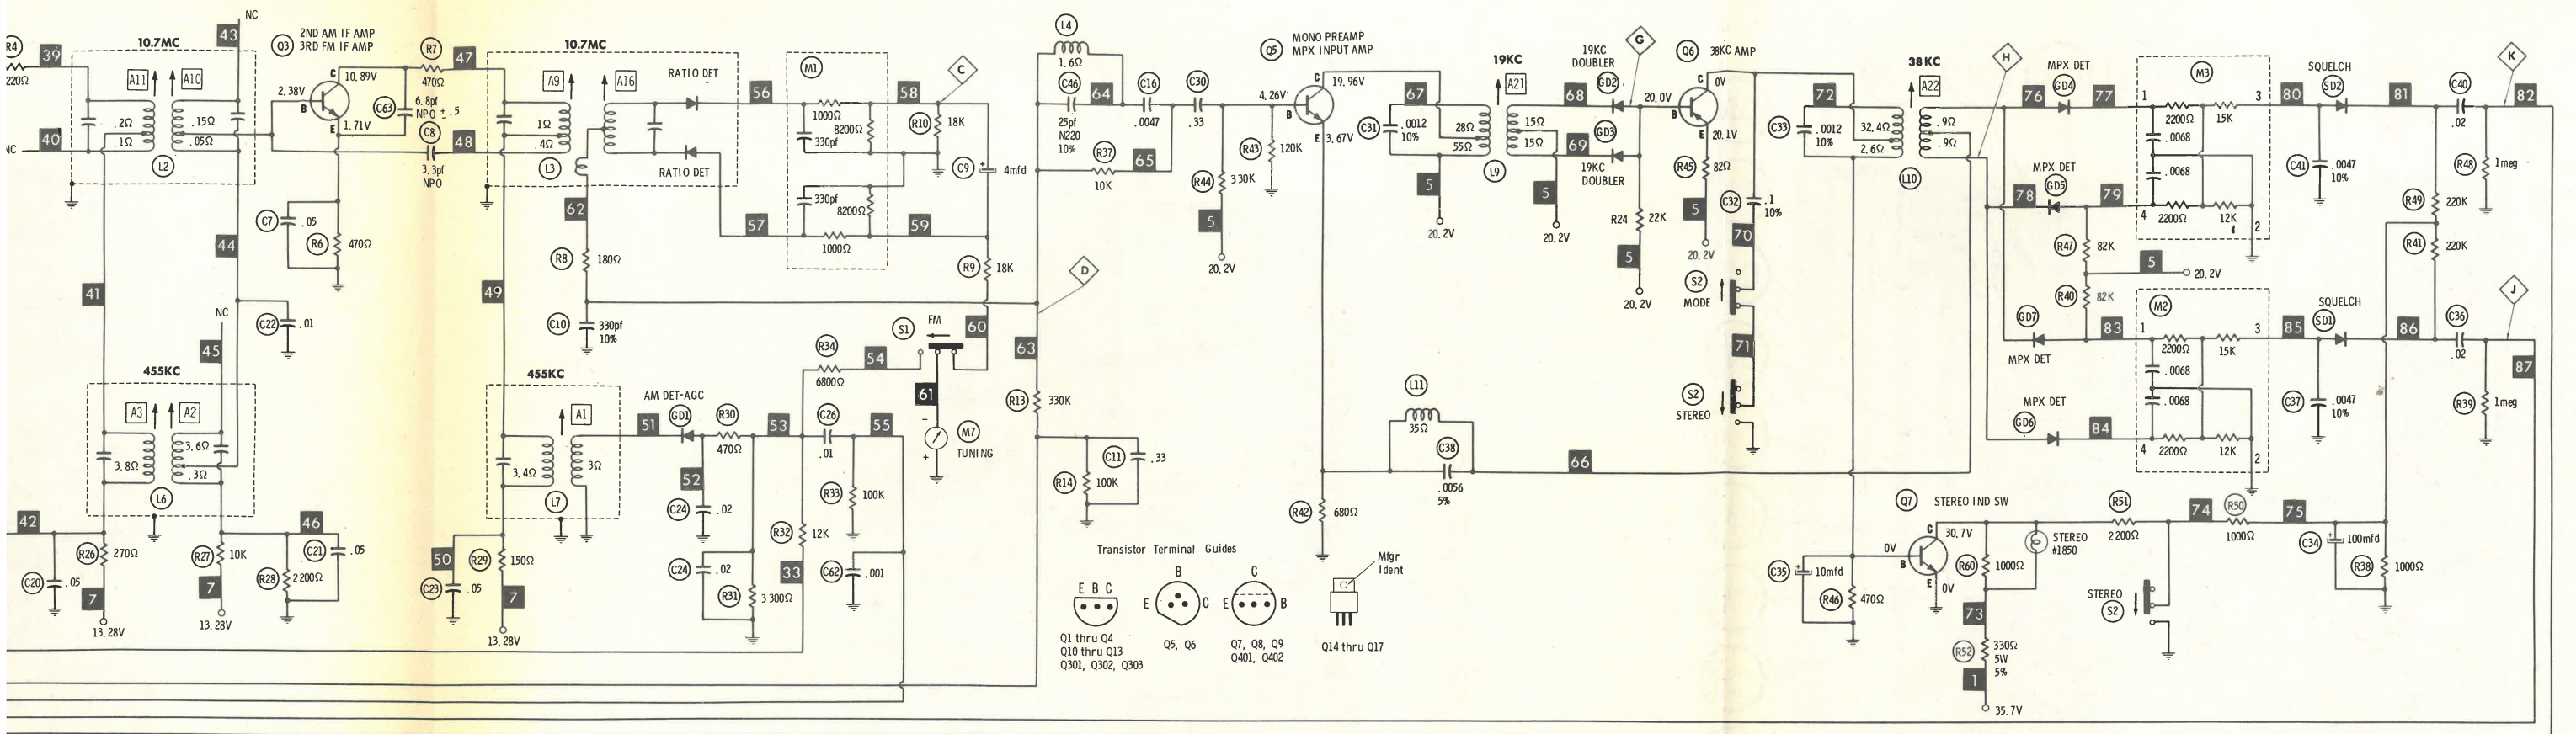 R4
220Ω
39
40
NC
10.7MC
A11
A10
.2Ω
.1Ω
.15Ω
.05Ω
L2
43
NC
Q3
2ND AM IF AMP
3RD FM IF AMP
C
10.89V
2.38V
B
E
1.71V
C63
6.8pf
NPO ± .5
R7
470Ω
47
C8
3.3pf
NPO
48
C7
.05
R6
470Ω
44
41
C22
.01
NC
45
455KC
A3
A2
3.8Ω
3.6Ω
.3Ω
L6
42
46
R26
270Ω
C20
.05
7
13.28V
R27
10K
7
13.28V
R28
2200Ω
C21
.05
10.7MC
A9
A16
1Ω
.4Ω
L3
RATIO DET
RATIO DET
56
57
62
R8
180Ω
C10
330pf
10%
49
455KC
A1
3.4Ω
3Ω
L7
50
C23
.05
R29
150Ω
7
13.28V
M1
1000Ω
330pf
8200Ω
330pf
8200Ω
1000Ω
58
59
C
R10
18K
C9
+
4mfd
R9
18K
60
S1
FM
R34
6800Ω
54
61
−
+
M7
TUNING
AM DET-AGC
51
GD1
R30
470Ω
53
C26
.01
55
52
C24
.02
C24
.02
R31
3300Ω
R32
12K
33
R33
100K
C62
.001
L4
1.6Ω
C46
25pf
N220
10%
64
C16
.0047
C30
.33
R37
10K
65
D
63
R13
330K
R14
100K
C11
.33
R44
330K
5
20.2V
Q5
MONO PREAMP
MPX INPUT AMP
C
19.96V
4.26V
B
E
3.67V
R43
120K
67
C31
.0012
10%
19KC
A21
28Ω
55Ω
15Ω
15Ω
L9
5
20.2V
5
20.2V
19KC
DOUBLER
GD2
68
GD3
69
19KC
DOUBLER
G
R24
22K
5
20.2V
Q6
38KC AMP
C
0V
20.0V
B
E
20.1V
R45
82Ω
5
20.2V
C32
.1
10%
70
S2
MODE
71
S2
STEREO
L11
35Ω
C38
.0056
5%
66
R42
680Ω
72
C33
.0012
10%
38KC
A22
32.4Ω
2.6Ω
.9Ω
.9Ω
L10
H
MPX DET
GD4
76
77
MPX DET
GD5
78
79
R47
82K
5
20.2V
R40
82K
GD7
83
MPX DET
MPX DET
GD6
84
M3
1
2200Ω
15K
3
.0068
.0068
4
2200Ω
12K
2
M2
1
2200Ω
15K
3
.0068
.0068
4
2200Ω
12K
2
80
SQUELCH
SD2
81
C41
.0047
10%
C40
.02
K
82
R48
1meg
R49
220K
R41
220K
85
SQUELCH
SD1
86
C37
.0047
10%
C36
.02
J
87
R39
1meg
Q7
STEREO IND SW
C
30.7V
0V
B
E
0V
C35
+
10mfd
R46
470Ω
R60
1000Ω
STEREO
#1850
73
R52
330Ω
5W
5%
1
35.7V
R51
2200Ω
74
R50
1000Ω
75
STEREO
S2
C34
+
100mfd
R38
1000Ω
Transistor Terminal Guides
E B C
Q1 thru Q4
Q10 thru Q13
Q301, Q302, Q303
B
E
C
Q5, Q6
C
E
B
Q7, Q8, Q9
Q401, Q402
Mfgr
Ident
Q14 thru Q17